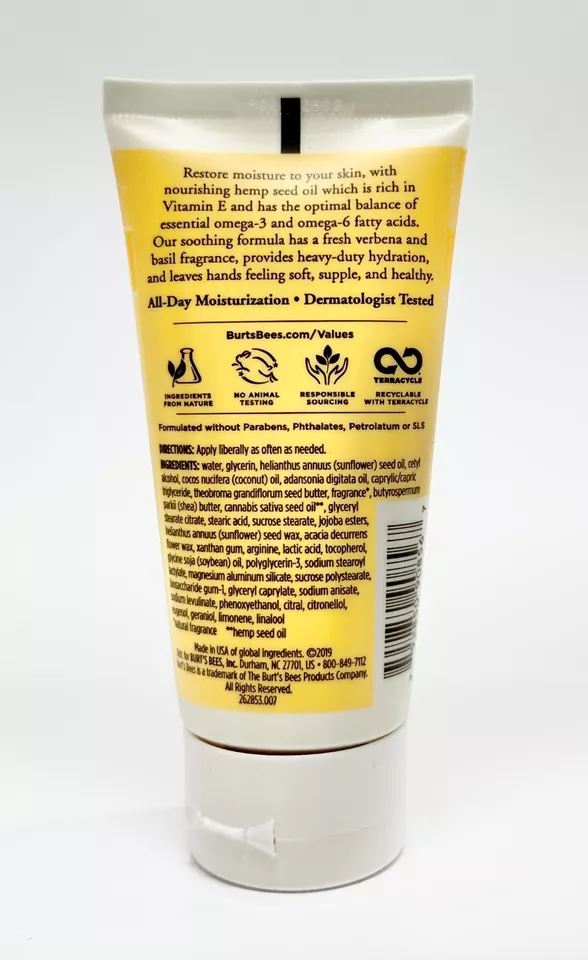 Restore moisture to your skin, with
nourishing hemp seed oil which is rich in
Vitamin E and has the optimal balance of
essential omega-3 and omega-6 fatty acids.
Our soothing formula has a fresh verbena and
basil fragrance, provides heavy-duty hydration,
and leaves hands feeling soft, supple, and healthy.
All-Day Moisturization • Dermatologist Tested
BurtsBees.com/Values
INGREDIENTS
FROM NATURE
NO ANIMAL
TESTING
RESPONSIBLE
SOURCING
TERRACYCLE
RECYCLABLE
WITH TERRACYCLE
Formulated without Parabens, Phthalates, Petrolatum or SLS
DIRECTIONS: Apply liberally as often as needed.
INGREDIENTS: water, glycerin, helianthus annuus (sunflower) seed oil, cetyl
alcohol, cocos nucifera (coconut) oil, adansonia digitata oil, caprylic/capric
triglyceride, theobroma grandiflorum seed butter, fragrance*, butyrospermum
parkii (shea) butter, cannabis sativa seed oil**, glyceryl
stearate citrate, stearic acid, sucrose stearate, jojoba esters,
helianthus annuus (sunflower) seed wax, acacia decurrens
flower wax, xanthan gum, arginine, lactic acid, tocopherol,
glycine soja (soybean) oil, polyglycerin-3, sodium stearoyl
lactylate, magnesium aluminum silicate, sucrose polystearate,
biosaccharide gum-1, glyceryl caprylate, sodium anisate,
sodium levulinate, phenoxyethanol, citral, citronellol,
eugenol, geraniol, limonene, linalool
*natural fragrance **hemp seed oil
Made in USA of global ingredients. ©2019
Dist. for BURT'S BEES, Inc. Durham, NC 27701, US • 800-849-7112
Burt's Bees is a trademark of The Burt's Bees Products Company.
All Rights Reserved.
262853.007